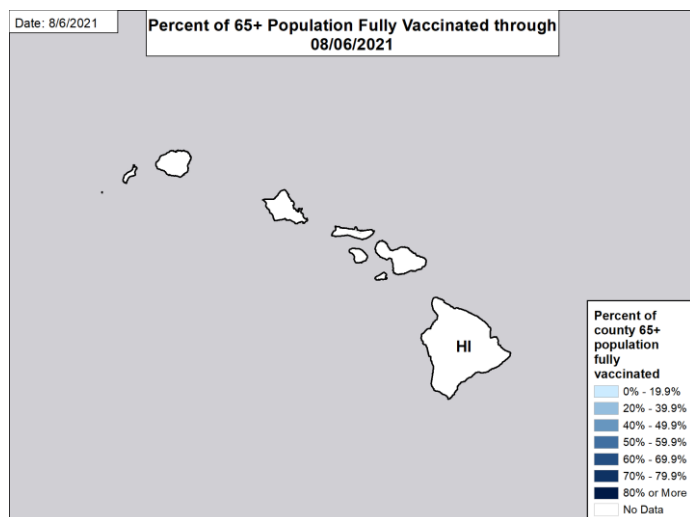 Date: 8/6/2021
Percent of 65+ Population Fully Vaccinated through
08/06/2021
HI
Percent of
county 65+
population
fully
vaccinated
0% - 19.9%
20% - 39.9%
40% - 49.9%
50% - 59.9%
60% - 69.9%
70% - 79.9%
80% or More
No Data